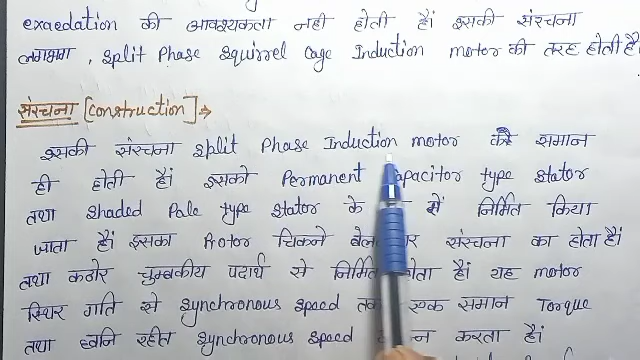 exaedation की आवश्यकता नही होती हैं। इसकी संरचना
लगभग, split Phase squirrel Cage Induction motor की तरह होती है
संरचना [construction] ⇒
इसकी संरचना split Phase Induction motor के समान
ही होती हैं। इसको Permanent capacitor type stator
तथा shaded Pole type stator के से निर्मित किया
जाता हैं। इसका Rotor चिकने संरचना का होता हैं।
तथा कठोर चुम्बकीय पदार्थ से निर्मित होता हैं। यह motor
स्थिर गति से synchronous speed तक एक समान Torque
तथा ध्वनि रहीत synchronous speed करता हैं।